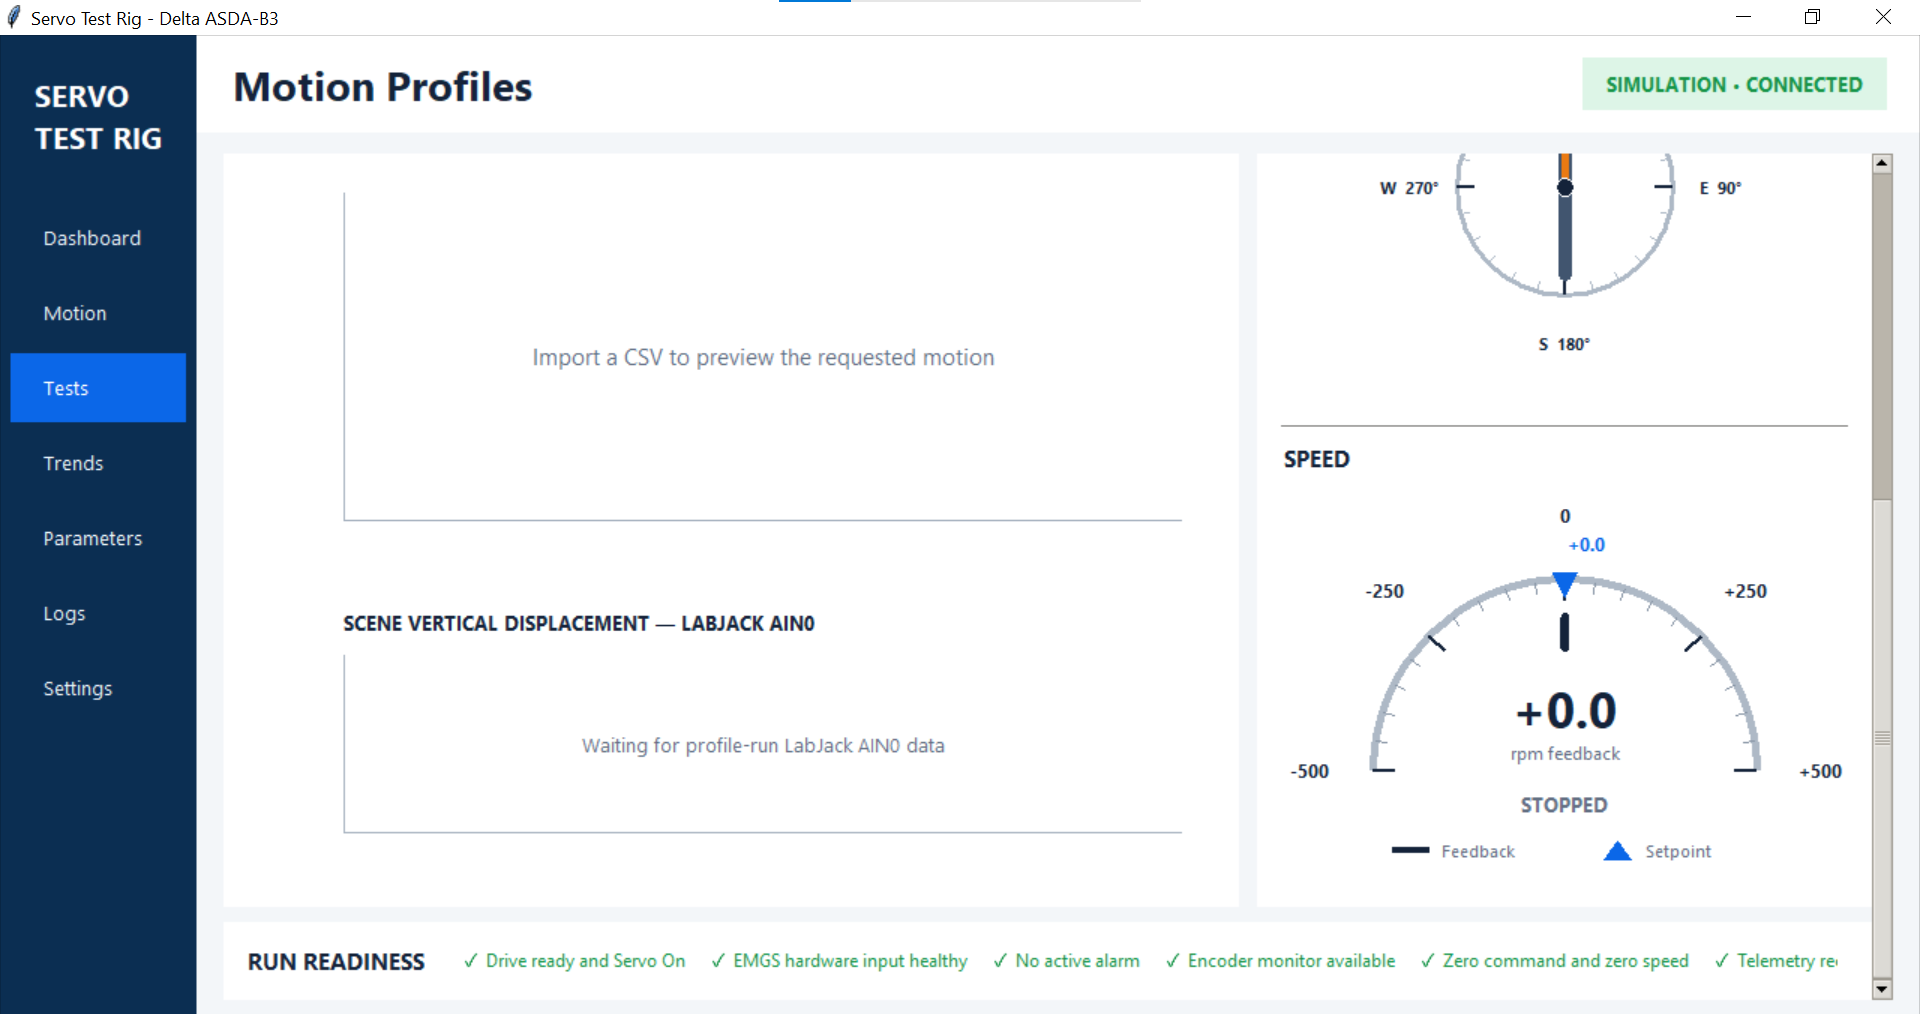 Servo Test Rig - Delta ASDA-B3
SERVO
TEST RIG
Dashboard
Motion
Tests
Trends
Parameters
Logs
Settings
Motion Profiles
SIMULATION • CONNECTED
Import a CSV to preview the requested motion
SCENE VERTICAL DISPLACEMENT — LABJACK AIN0
Waiting for profile-run LabJack AIN0 data
W 270°
E 90°
S 180°
SPEED
0
+0.0
-250
+250
+0.0
rpm feedback
-500
+500
STOPPED
Feedback
Setpoint
RUN READINESS
✓ Drive ready and Servo On
✓ EMGS hardware input healthy
✓ No active alarm
✓ Encoder monitor available
✓ Zero command and zero speed
✓ Telemetry